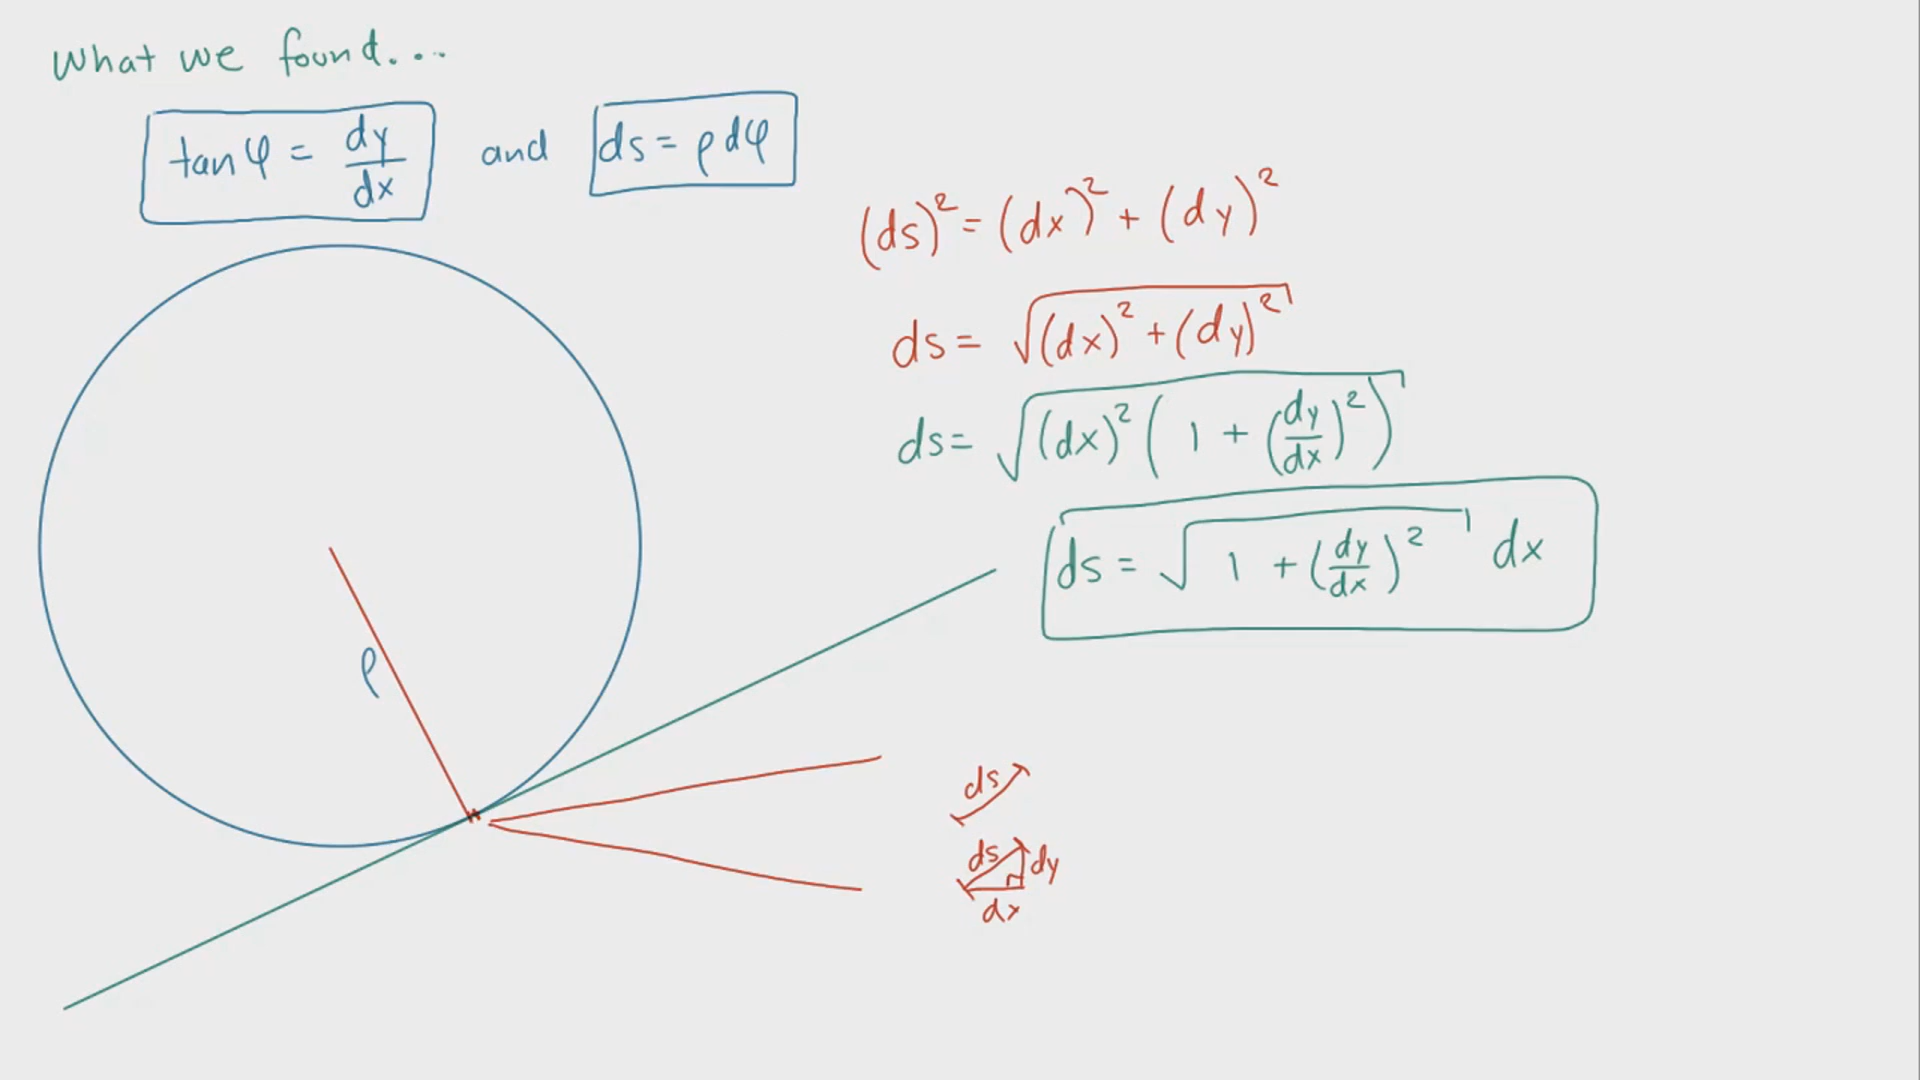 What we found...
tan φ = dy/dx and ds = ρ dφ
(ds)² = (dx)² + (dy)²
ds = √((dx)² + (dy)²)
ds = √((dx)² (1 + (dy/dx)²))
ds = √(1 + (dy/dx)²) dx
ρ
ds
ds dy
dx